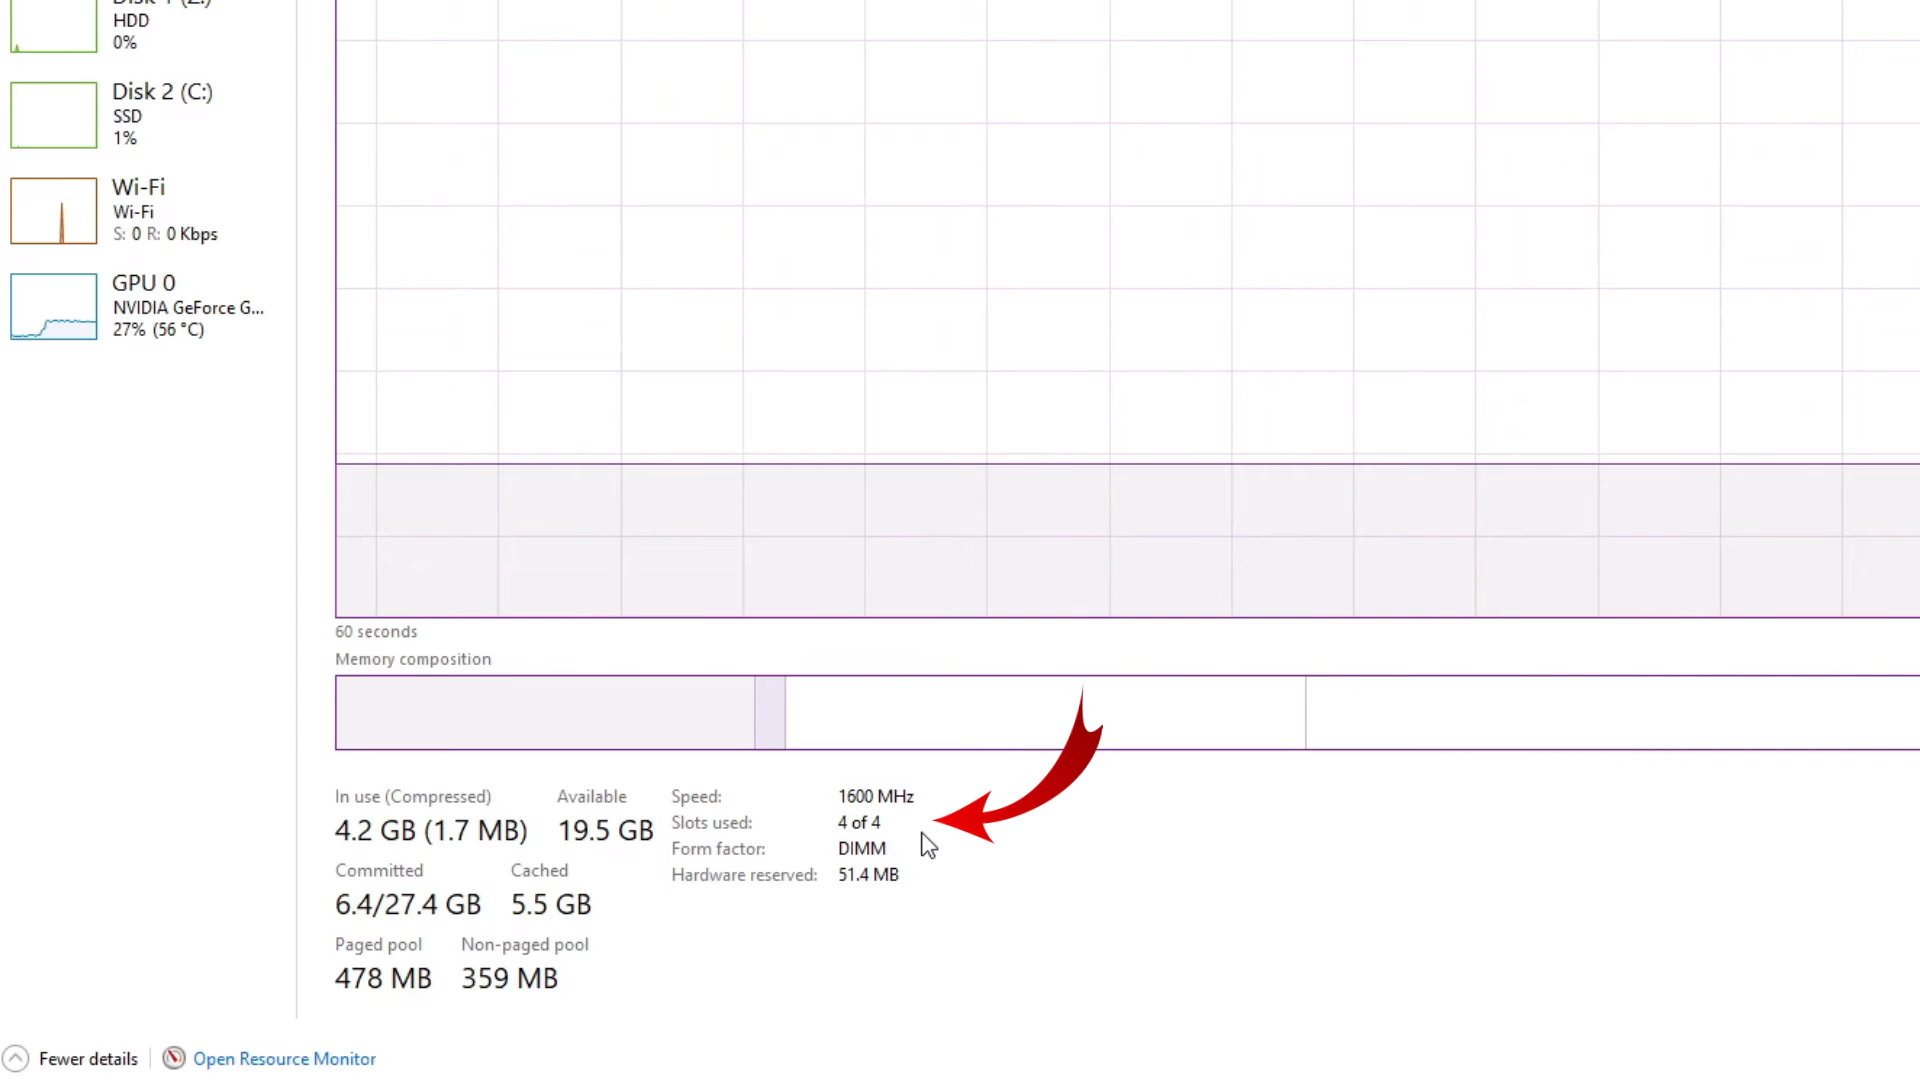 HDD
0%
Disk 2 (C:)
SSD
1%
Wi-Fi
Wi-Fi
S: 0 R: 0 Kbps
GPU 0
NVIDIA GeForce G...
27% (56 °C)
60 seconds
Memory composition
In use (Compressed)
4.2 GB (1.7 MB)
Available
19.5 GB
Committed
6.4/27.4 GB
Cached
5.5 GB
Paged pool
478 MB
Non-paged pool
359 MB
Speed: 1600 MHz
Slots used: 4 of 4
Form factor: DIMM
Hardware reserved: 51.4 MB
Fewer details
Open Resource Monitor